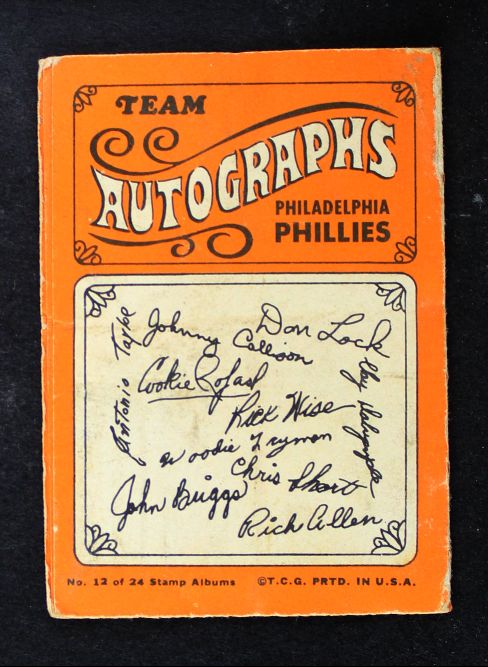 TEAM
AUTOGRAPHS
PHILADELPHIA
PHILLIES
Antonio Taylor
Johnny Callison
Don Lock
Clay Dalrymple
Cookie Rojas
Rick Wise
Woodie Fryman
Chris Short
John Briggs
Rich Allen
No. 12 of 24 Stamp Albums ©T.C.G. PRTD. IN U.S.A.